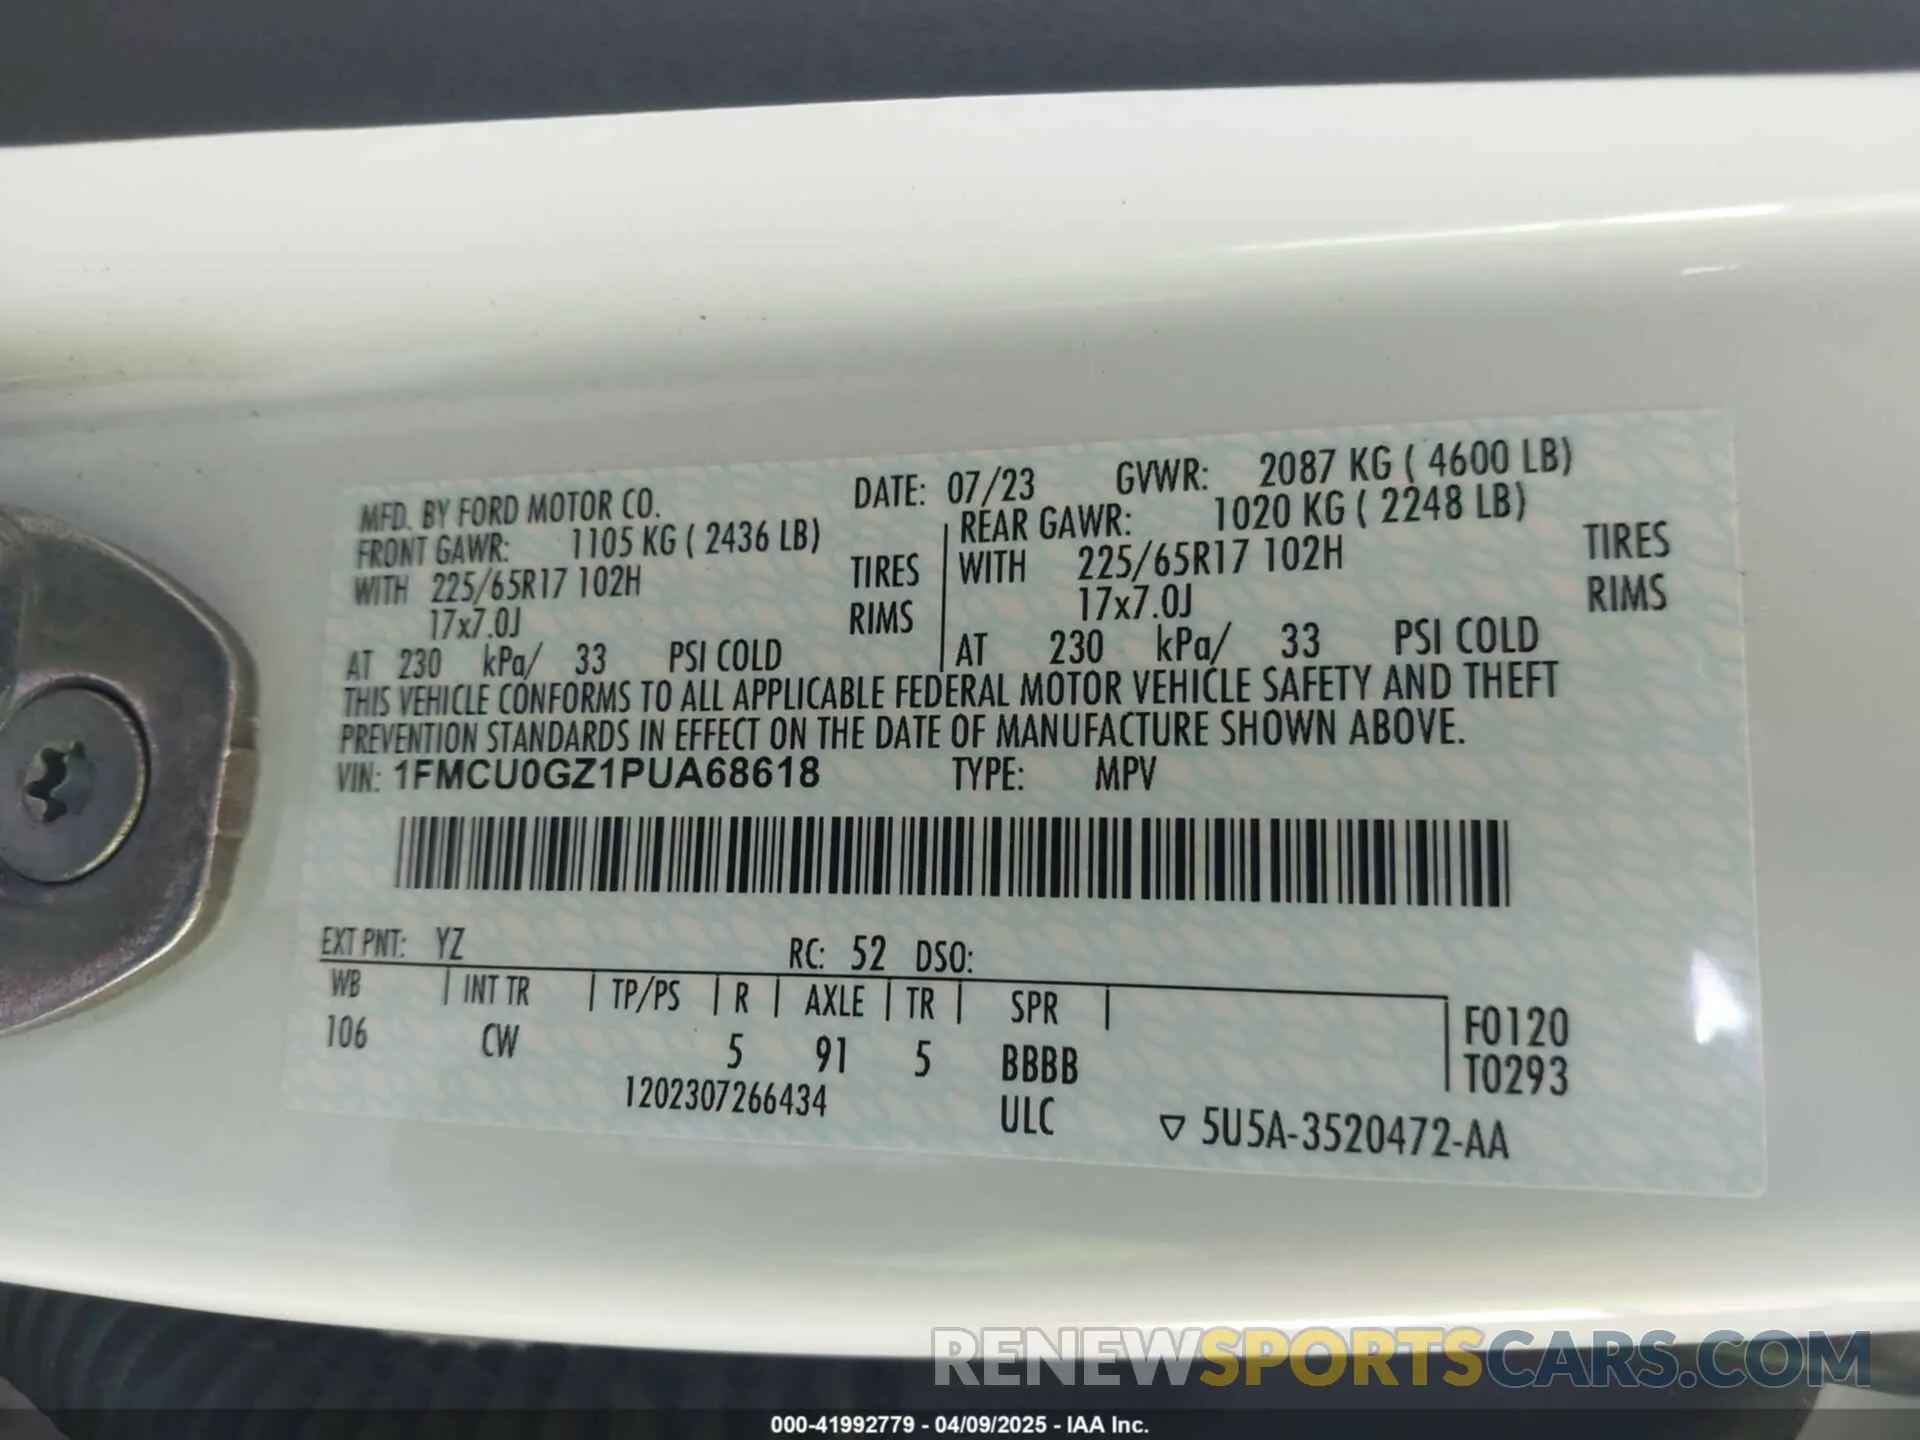 MFD. BY FORD MOTOR CO. DATE: 07/23 GVWR: 2087 KG ( 4600 LB)
FRONT GAWR: 1105 KG ( 2436 LB) REAR GAWR: 1020 KG ( 2248 LB)
WITH 225/65R17 102H TIRES WITH 225/65R17 102H TIRES
17x7.0J RIMS 17x7.0J RIMS
AT 230 kPa/ 33 PSI COLD AT 230 kPa/ 33 PSI COLD
THIS VEHICLE CONFORMS TO ALL APPLICABLE FEDERAL MOTOR VEHICLE SAFETY AND THEFT
PREVENTION STANDARDS IN EFFECT ON THE DATE OF MANUFACTURE SHOWN ABOVE.
VIN: 1FMCU0GZ1PUA68618 TYPE: MPV
EXT PNT: YZ RC: 52 DSO:
WB | INT TR | TP/PS | R | AXLE | TR | SPR | F0120
106 CW 5 91 5 BBBB T0293
1202307266434 ULC ▽ 5U5A-3520472-AA
RENEWSPORTSCARS.COM
000-41992779 - 04/09/2025 - IAA Inc.